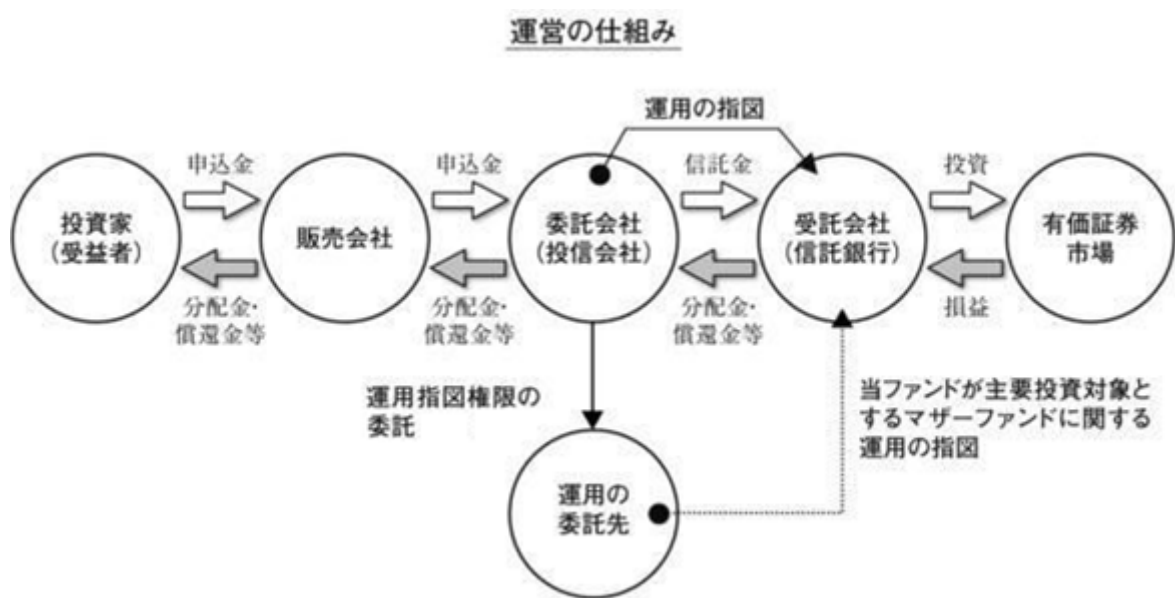 運営の仕組み
運用の指図
申込金
申込金
信託金
投資
投資家
(受益者)
販売会社
委託会社
(投信会社)
受託会社
(信託銀行)
有価証券
市場
分配金・
償還金等
分配金・
償還金等
分配金・
償還金等
損益
運用指図権限の
委託
当ファンドが主要投資対象と
するマザーファンドに関する
運用の指図
運用の
委託先